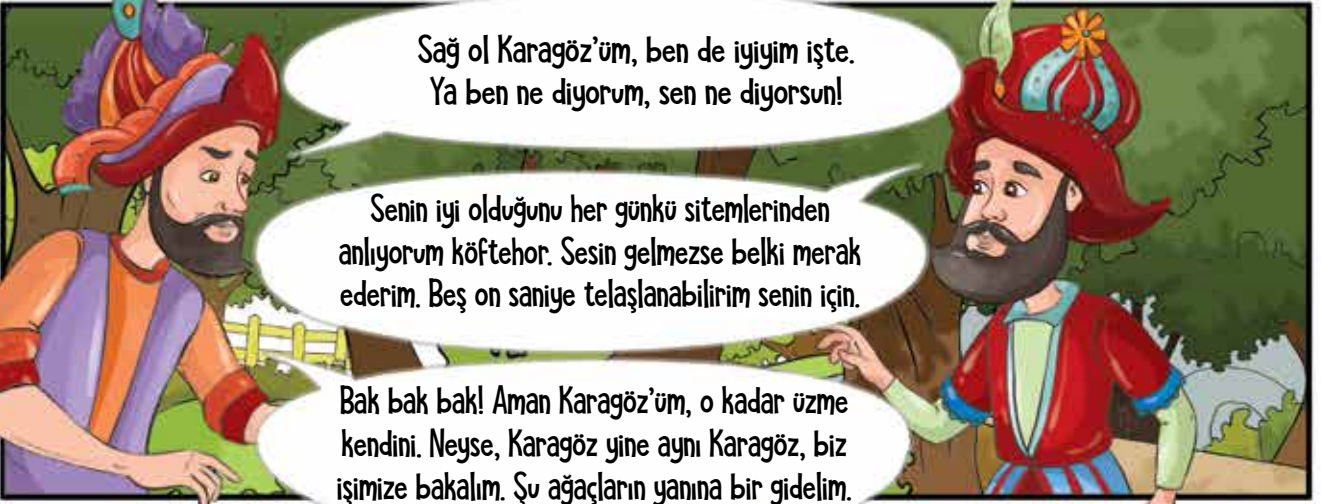 Sağ ol Karagöz’üm, ben de iyiyim işte.
Ya ben ne diyorum, sen ne diyorsun!
Senin iyi olduğunu her günkü sitemlerinden
anlıyorum köftehor. Sesin gelmezse belki merak
ederim. Beş on saniye telaşlanabilirim senin için.
Bak bak bak! Aman Karagöz’üm, o kadar üzme
kendini. Neyse, Karagöz yine aynı Karagöz, biz
işimize bakalım. Şu ağaçların yanına bir gidelim.